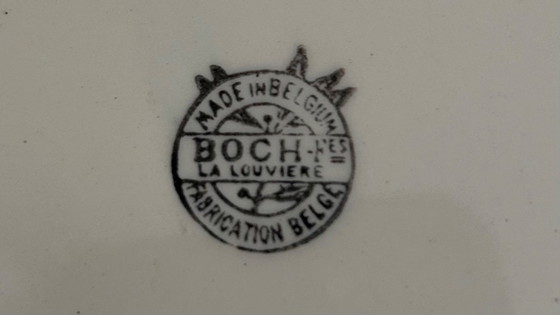 MADE IN BELGIUM
BOCH-Fes
LA LOUVIERE
FABRICATION BELGE